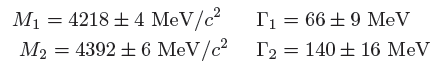 M₁ = 4218 ± 4 MeV/c² Γ₁ = 66 ± 9 MeV
M₂ = 4392 ± 6 MeV/c² Γ₂ = 140 ± 16 MeV